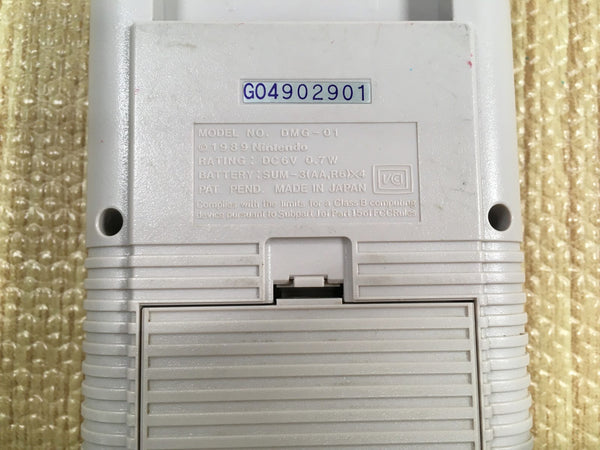 G04902901
MODEL NO. DMG-01
© 1989 Nintendo
RATING : DC6V 0.7W
BATTERY : SUM-3(AA,R6)×4
PAT. PEND. MADE IN JAPAN
Complies with the limits for a Class B computing
device pursuant to Subpart J of Part 15 of FCC Rules